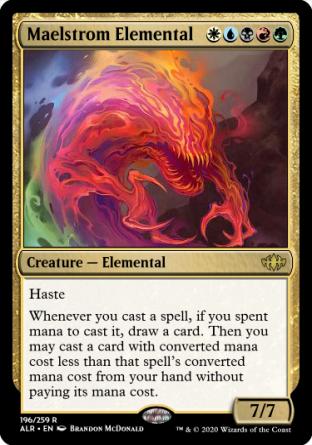 Maelstrom Elemental
Creature — Elemental
Haste
Whenever you cast a spell, if you spent
mana to cast it, draw a card. Then you
may cast a card with converted mana
cost less than that spell's converted
mana cost from your hand without
paying its mana cost.
7/7
196/259 R
ALR • EN BRANDON MCDONALD
™ & © 2020 Wizards of the Coast